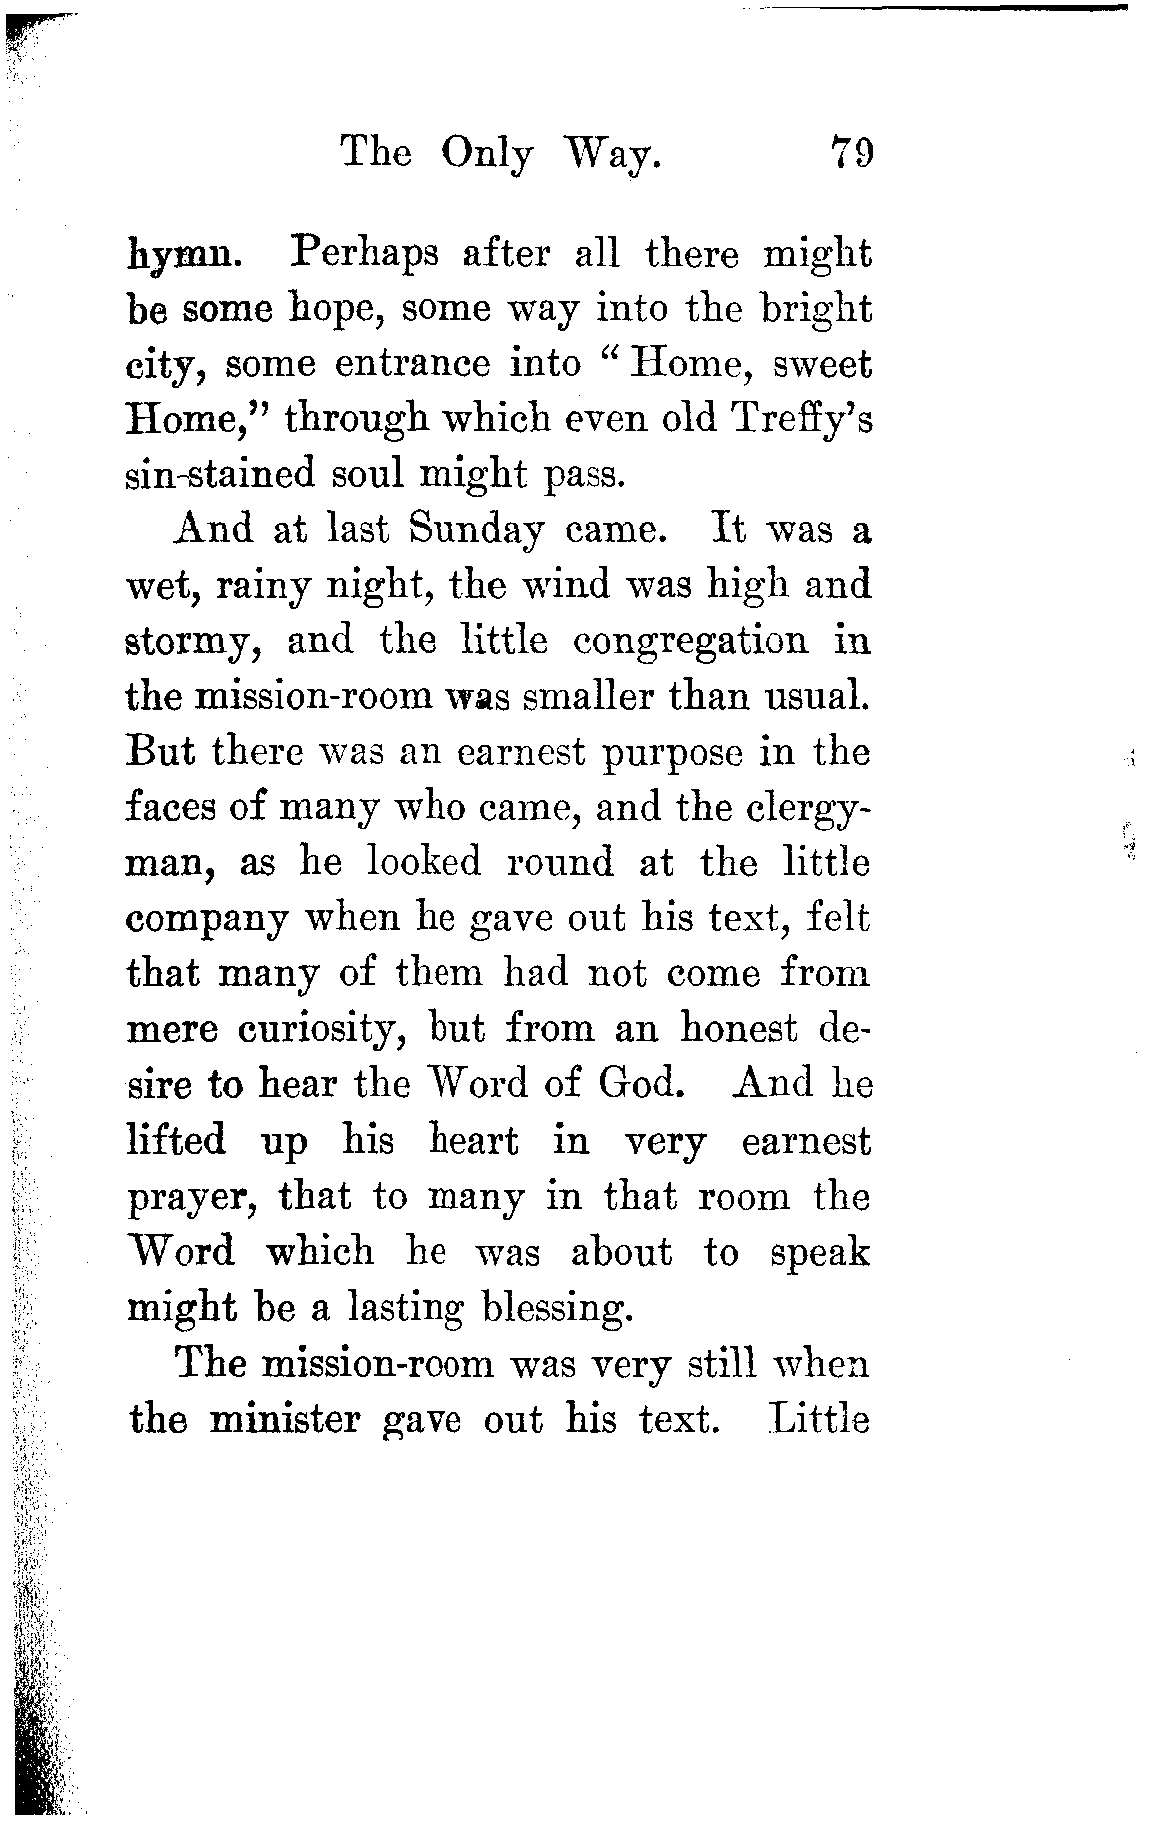 The Only Way. 79
hymn. Perhaps after all there might
be some hope, some way into the bright
city, some entrance into “Home, sweet
Home,” through which even old Treffy’s
sin-stained soul might pass.
And at last Sunday came. It was a
wet, rainy night, the wind was high and
stormy, and the little congregation in
the mission-room was smaller than usual.
But there was an earnest purpose in the
faces of many who came, and the clergy-
man, as he looked round at the little
company when he gave out his text, felt
that many of them had not come from
mere curiosity, but from an honest de-
sire to hear the Word of God. And he
lifted up his heart in very earnest
prayer, that to many in that room the
Word which he was about to speak
might be a lasting blessing.
The mission-room was very still when
the minister gave out his text. Little